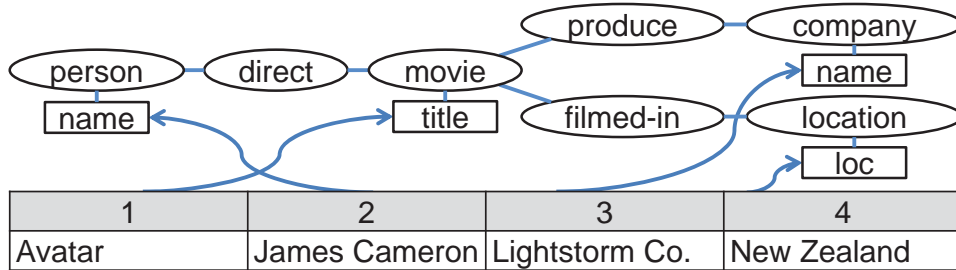 produce company
person direct movie name
name title filmed-in location
loc
1 2 3 4
Avatar James Cameron Lightstorm Co. New Zealand